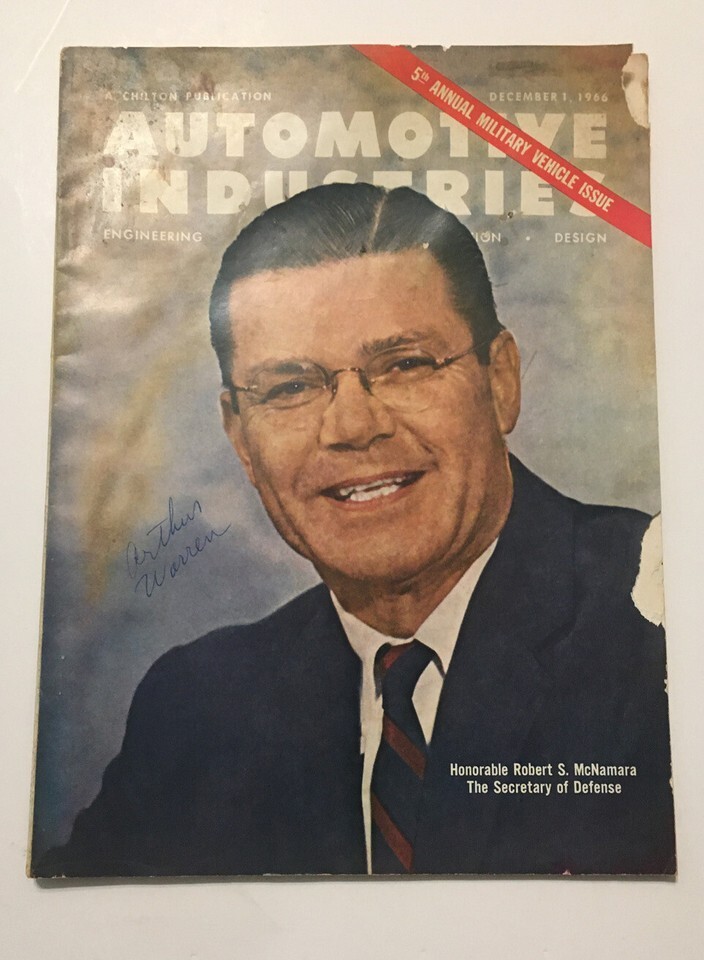 A CHILTON PUBLICATION
DECEMBER 1, 1966
5th ANNUAL MILITARY VEHICLE ISSUE
AUTOMOTIVE
INDUSTRIES
ENGINEERING ION • DESIGN
Arthur
Warren
Honorable Robert S. McNamara
The Secretary of Defense